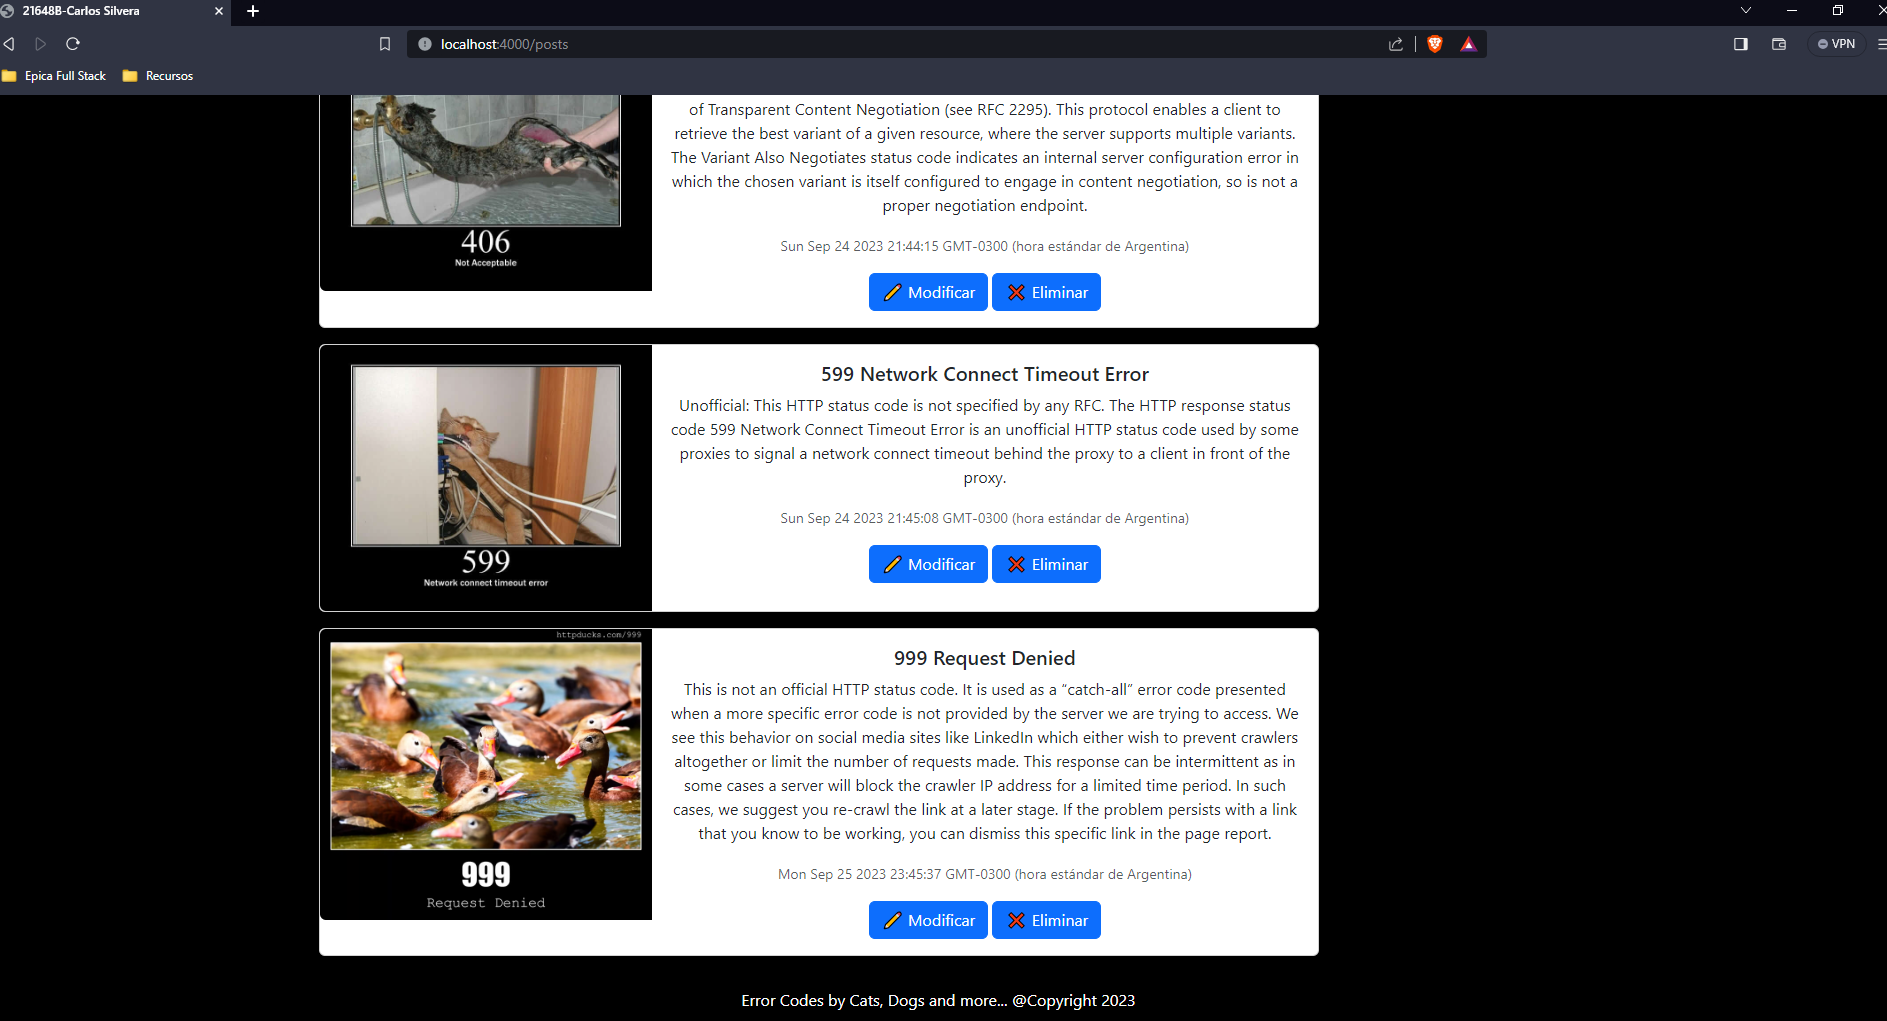 21648B-Carlos Silvera
localhost:4000/posts
VPN
Epica Full Stack
Recursos
406
Not Acceptable
of Transparent Content Negotiation (see RFC 2295). This protocol enables a client to
retrieve the best variant of a given resource, where the server supports multiple variants.
The Variant Also Negotiates status code indicates an internal server configuration error in
which the chosen variant is itself configured to engage in content negotiation, so is not a
proper negotiation endpoint.
Sun Sep 24 2023 21:44:15 GMT-0300 (hora estándar de Argentina)
Modificar
Eliminar
599
Network connect timeout error
599 Network Connect Timeout Error
Unofficial: This HTTP status code is not specified by any RFC. The HTTP response status
code 599 Network Connect Timeout Error is an unofficial HTTP status code used by some
proxies to signal a network connect timeout behind the proxy to a client in front of the
proxy.
Sun Sep 24 2023 21:45:08 GMT-0300 (hora estándar de Argentina)
Modificar
Eliminar
httpducks.com/999
999
Request Denied
999 Request Denied
This is not an official HTTP status code. It is used as a “catch-all” error code presented
when a more specific error code is not provided by the server we are trying to access. We
see this behavior on social media sites like LinkedIn which either wish to prevent crawlers
altogether or limit the number of requests made. This response can be intermittent as in
some cases a server will block the crawler IP address for a limited time period. In such
cases, we suggest you re-crawl the link at a later stage. If the problem persists with a link
that you know to be working, you can dismiss this specific link in the page report.
Mon Sep 25 2023 23:45:37 GMT-0300 (hora estándar de Argentina)
Modificar
Eliminar
Error Codes by Cats, Dogs and more... @Copyright 2023